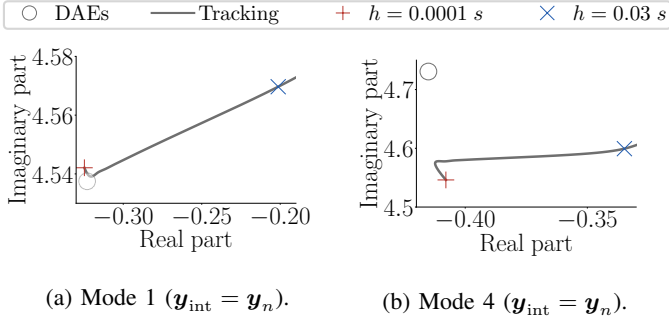 DAEs Tracking h = 0.0001 s h = 0.03 s
Imaginary part
4.58
4.56
4.54
−0.30 −0.25 −0.20
Real part
(a) Mode 1 (y_int = y_n).
Imaginary part
4.7
4.6
4.5
−0.40 −0.35
Real part
(b) Mode 4 (y_int = y_n).